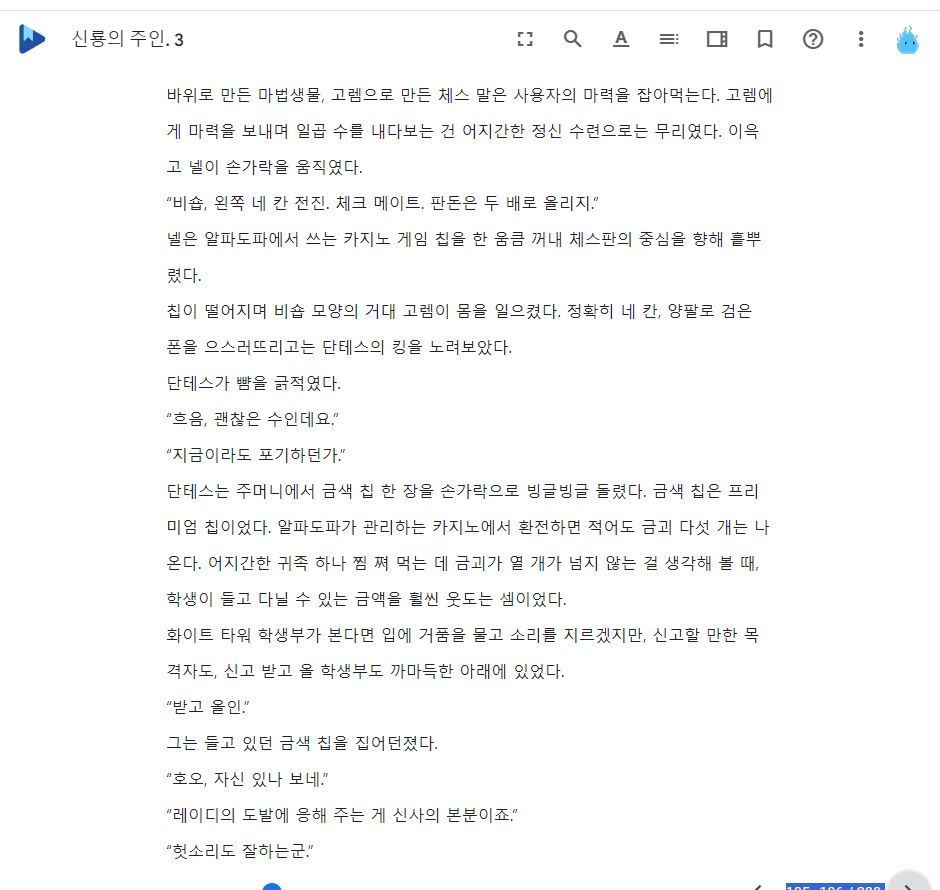 신룡의 주인. 3
바위로 만든 마법생물, 고렘으로 만든 체스 말은 사용자의 마력을 잡아먹는다. 고렘에
게 마력을 보내며 일곱 수를 내다보는 건 어지간한 정신 수련으로는 무리였다. 이윽
고 넬이 손가락을 움직였다.
“비숍, 왼쪽 네 칸 전진. 체크 메이트. 판돈은 두 배로 올리지.”
넬은 알파도파에서 쓰는 카지노 게임 칩을 한 움큼 꺼내 체스판의 중심을 향해 흩뿌
렸다.
칩이 떨어지며 비숍 모양의 거대 고렘이 몸을 일으켰다. 정확히 네 칸, 양팔로 검은
폰을 으스러뜨리고는 단테스의 킹을 노려보았다.
단테스가 뺨을 긁적였다.
“흐음, 괜찮은 수인데요.”
“지금이라도 포기하던가.”
단테스는 주머니에서 금색 칩 한 장을 손가락으로 빙글빙글 돌렸다. 금색 칩은 프리
미엄 칩이었다. 알파도파가 관리하는 카지노에서 환전하면 적어도 금괴 다섯 개는 나
온다. 어지간한 귀족 하나 찜 쪄 먹는 데 금괴가 열 개가 넘지 않는 걸 생각해 볼 때,
학생이 들고 다닐 수 있는 금액을 훨씬 웃도는 셈이었다.
화이트 타워 학생부가 본다면 입에 거품을 물고 소리를 지르겠지만, 신고할 만한 목
격자도, 신고 받고 올 학생부도 까마득한 아래에 있었다.
“받고 올인.”
그는 들고 있던 금색 칩을 집어던졌다.
“호오, 자신 있나 보네.”
“레이디의 도발에 응해 주는 게 신사의 본분이죠.”
“헛소리도 잘하는군.”